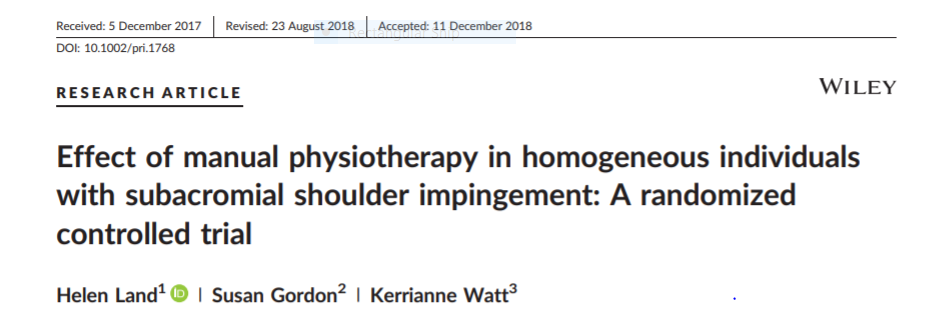 Received: 5 December 2017 | Revised: 23 August 2018 | Accepted: 11 December 2018
DOI: 10.1002/pri.1768
RESEARCH ARTICLE
WILEY
Effect of manual physiotherapy in homogeneous individuals
with subacromial shoulder impingement: A randomized
controlled trial
Helen Land1 iD | Susan Gordon2 | Kerrianne Watt3